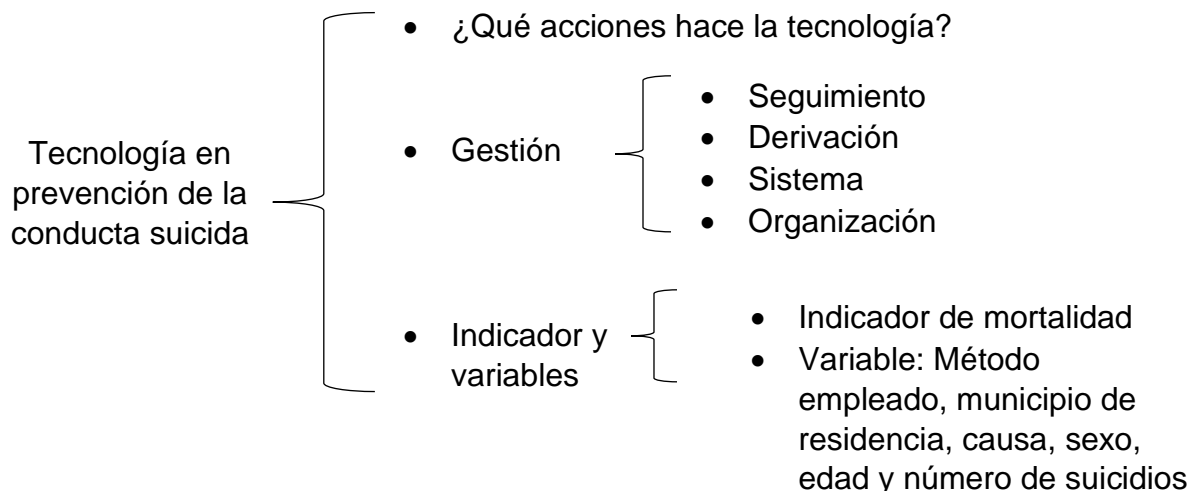 Tecnología en
prevención de la
conducta suicida
• ¿Qué acciones hace la tecnología?
• Gestión
• Seguimiento
• Derivación
• Sistema
• Organización
• Indicador y
variables
• Indicador de mortalidad
• Variable: Método
empleado, municipio de
residencia, causa, sexo,
edad y número de suicidios